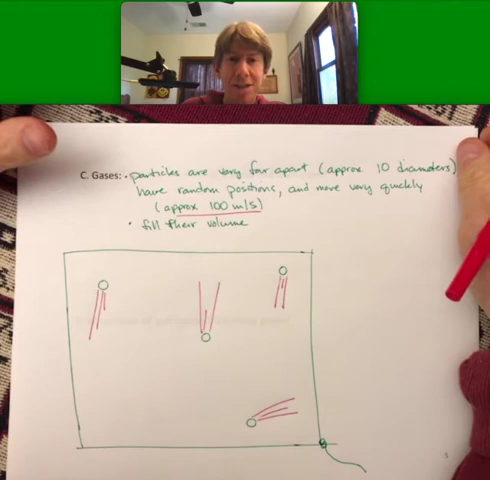 C. Gases: • particles are very far apart (approx 10 diameters)
have random positions, and move very quickly
(approx 100 m/s)
• fill their volume